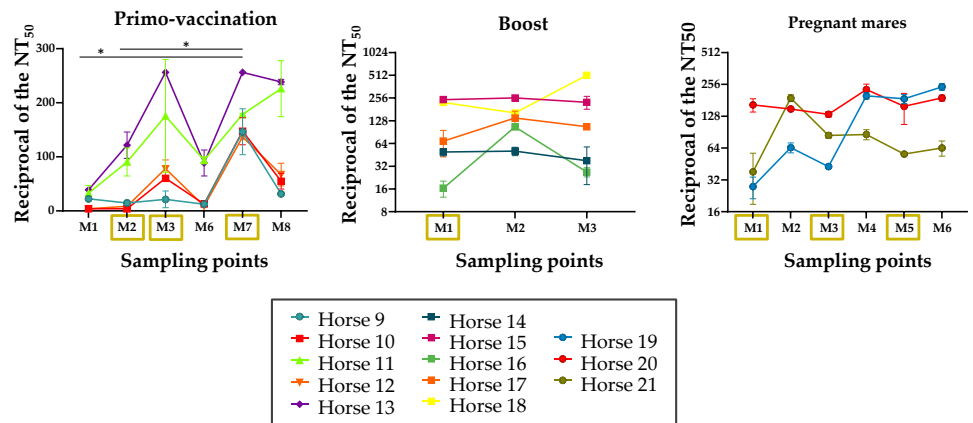 Primo-vaccination
Reciprocal of the NT50
300
200
100
0
* *
M1 M2 M3 M6 M7 M8
Sampling points
Boost
Reciprocal of the NT50
1024
512
256
128
64
32
16
8
M1 M2 M3
Sampling points
Pregnant mares
Reciprocal of the NT50
512
256
128
64
32
16
M1 M2 M3 M4 M5 M6
Sampling points
Horse 9
Horse 10
Horse 11
Horse 12
Horse 13
Horse 14
Horse 15
Horse 16
Horse 17
Horse 18
Horse 19
Horse 20
Horse 21